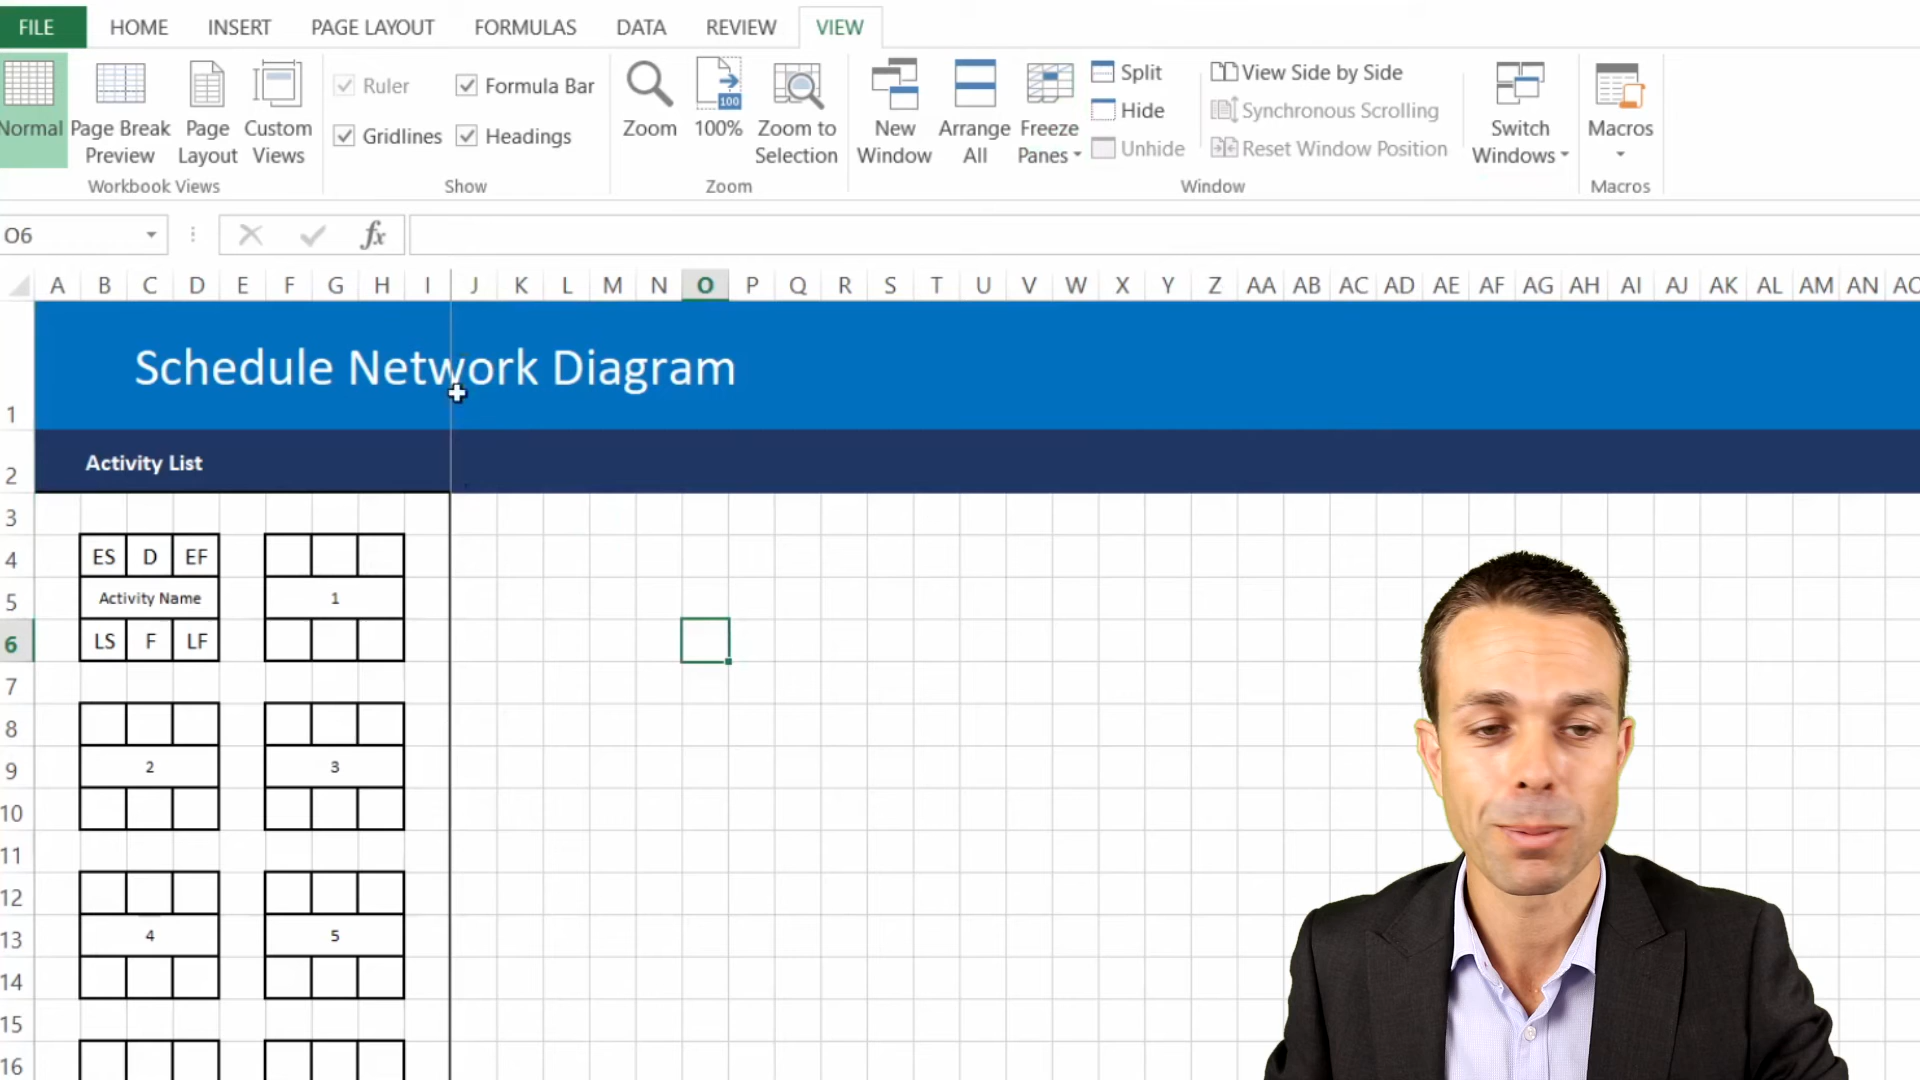 FILE HOME INSERT PAGE LAYOUT FORMULAS DATA REVIEW VIEW
Ruler Formula Bar Split View Side by Side
Gridlines Headings Hide Synchronous Scrolling
Normal Page Break Preview Page Layout Custom Views Zoom 100% Zoom to Selection New Window Arrange All Freeze Panes Unhide Reset Window Position Switch Windows Macros
100
Workbook Views Show Zoom Window Macros
O6 fx
A B C D E F G H I J K L M N O P Q R S T U V W X Y Z AA AB AC AD AE AF AG AH AI AJ AK AL AM AN AO
Schedule Network Diagram
1
Activity List
2
3
4 ES D EF
5 Activity Name 1
6 LS F LF
7
8
9 2 3
10
11
12
13 4 5
14
15
16